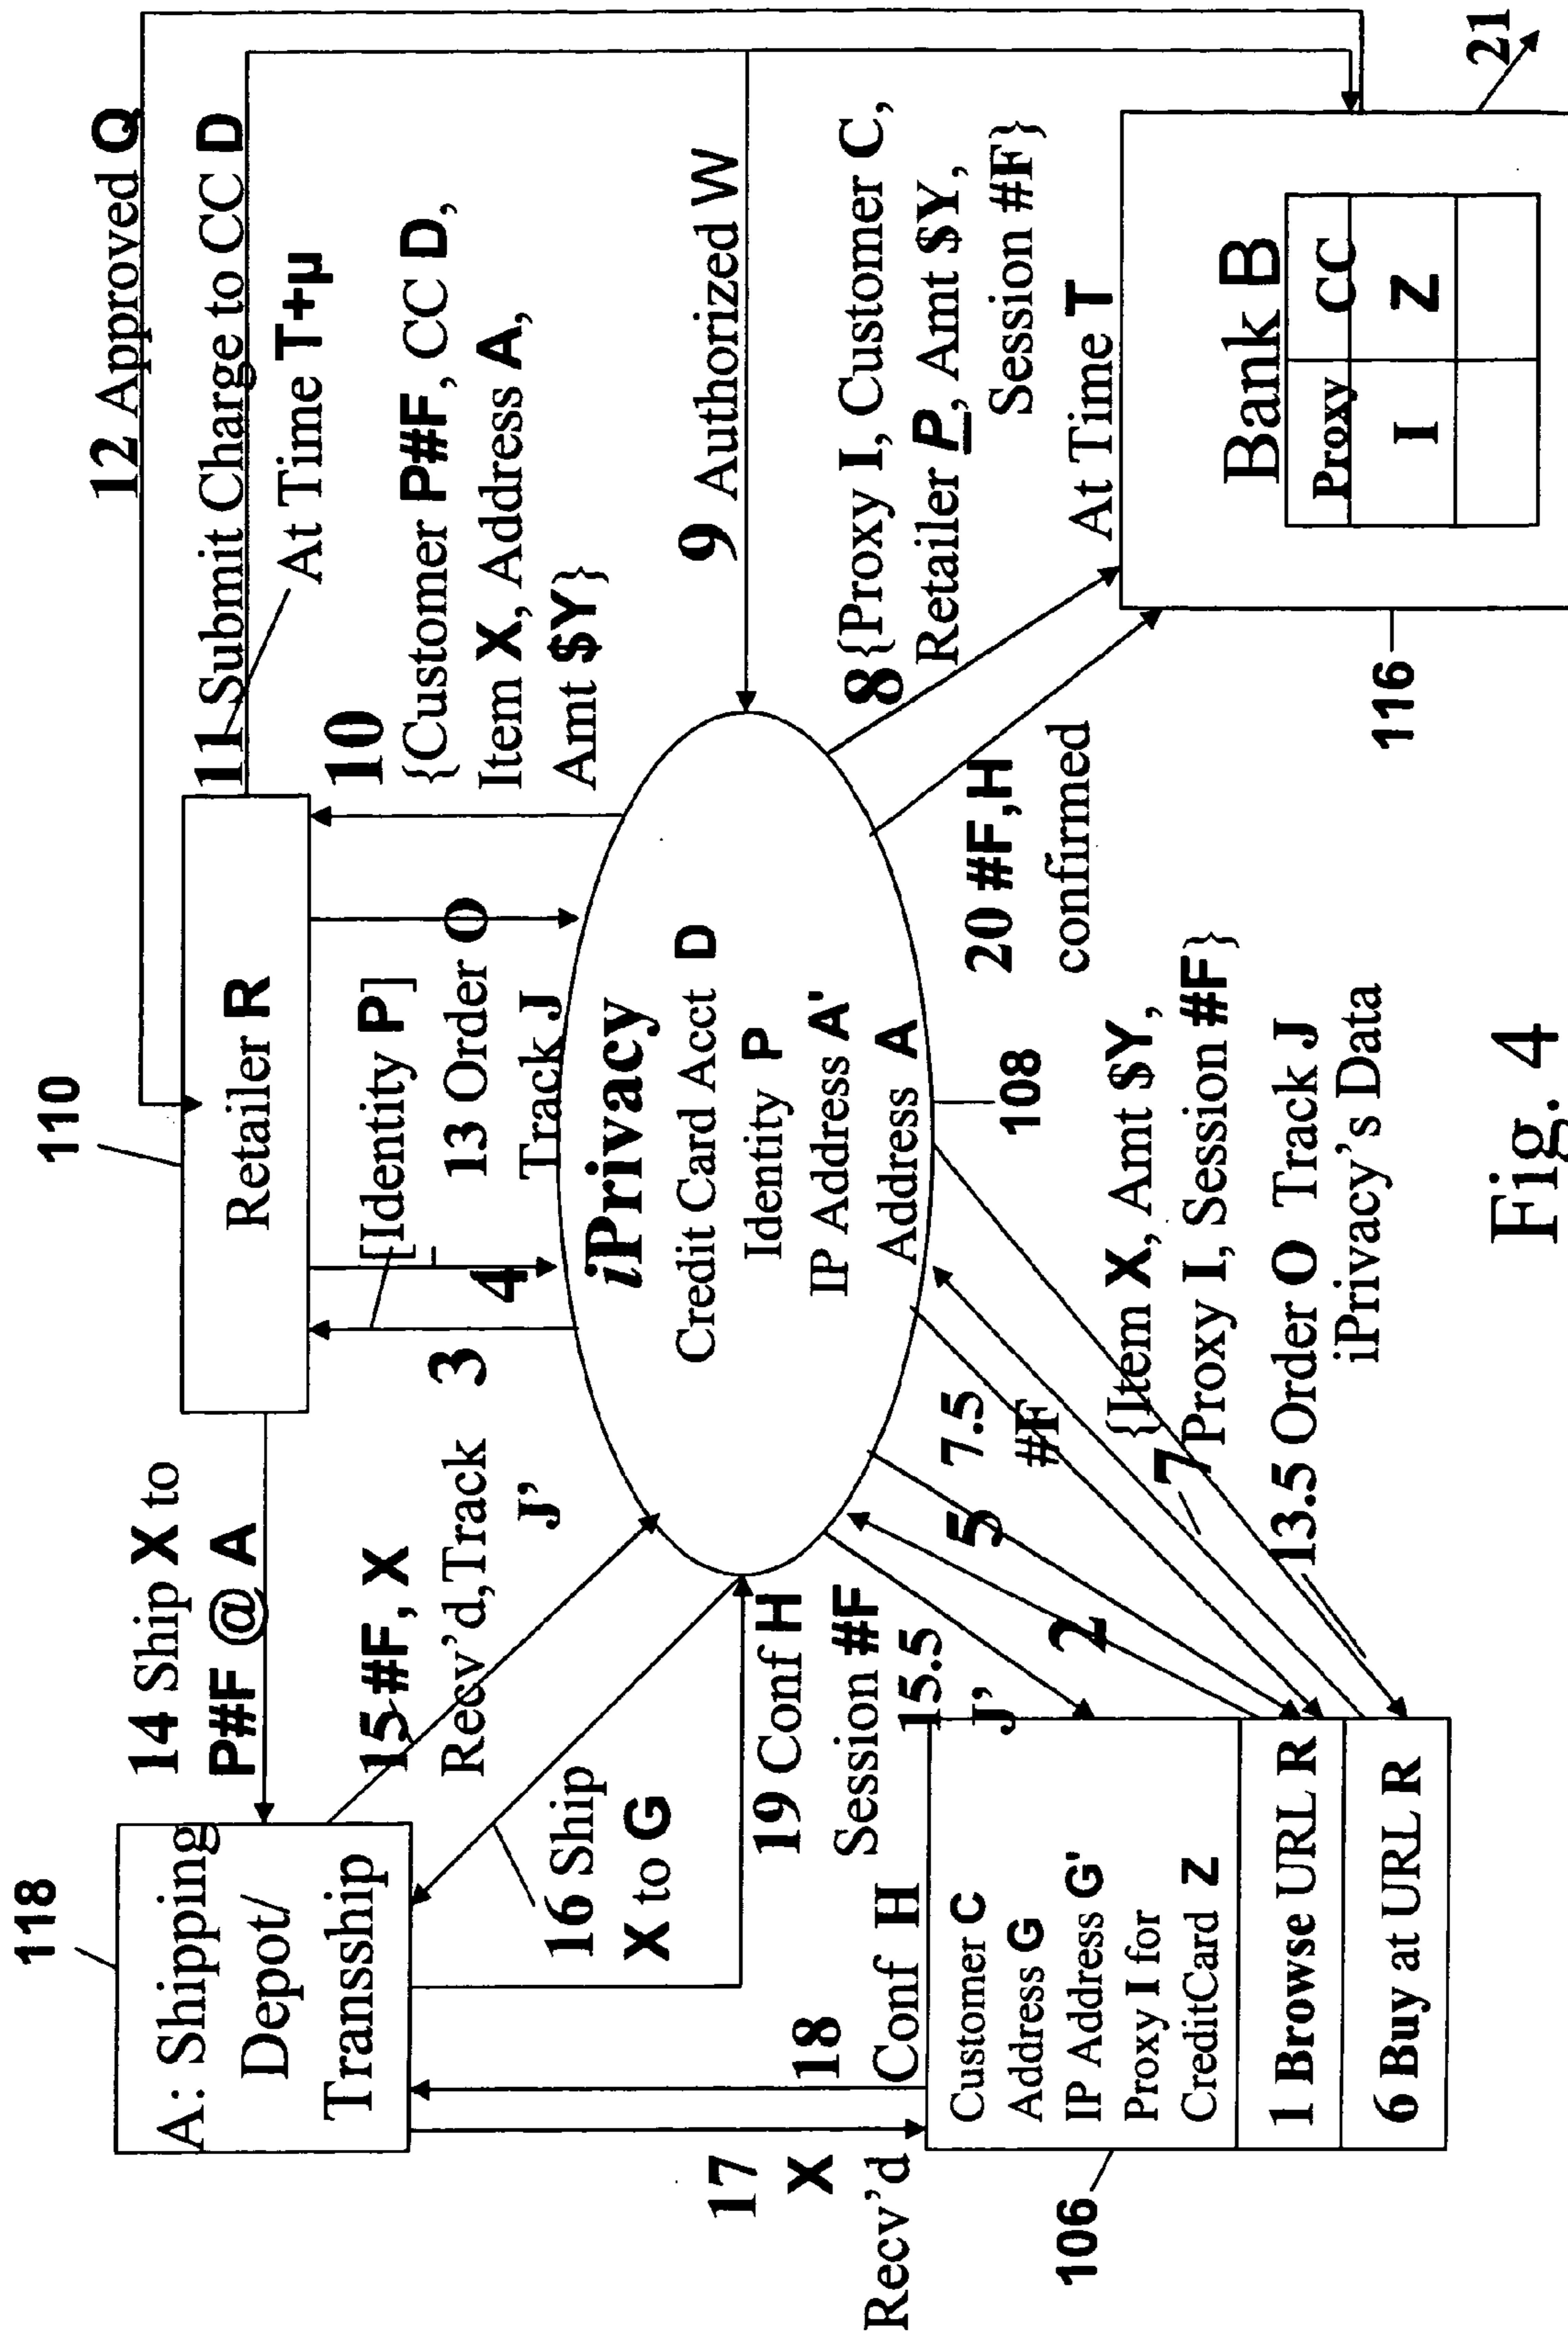 12 Approved Q
11 Submit Charge to CC D
At Time T+µ
110
Retailer R
10
{Customer P##F, CC D,
Item X, Address A,
Amt $Y}
14 Ship X to
P##F @ A
118
A: Shipping
Depot/
Transship
15 #F, X
Recv'd,Track
J'
3
4
[Identity P]
13 Order O
Track J
9 Authorized W
iPrivacy
Credit Card Acct D
Identity P
IP Address A'
Address A
108
16 Ship
X to G
19 Conf H
Session #F
15.5
J'
8 {Proxy I, Customer C,
Retailer P, Amt $Y,
Session #F}
At Time T
20 #F,H
confirmed
17
X
Recv'd
18
Conf H
Customer C
Address G
IP Address G'
Proxy I for
CreditCard Z
1 Browse URL R
6 Buy at URL R
106
2
5
7.5
#F
7
{Item X, Amt $Y,
Proxy I, Session #F}
13.5 Order O Track J
iPrivacy's Data
Bank B
Proxy CC
I Z
116
21
Fig. 4